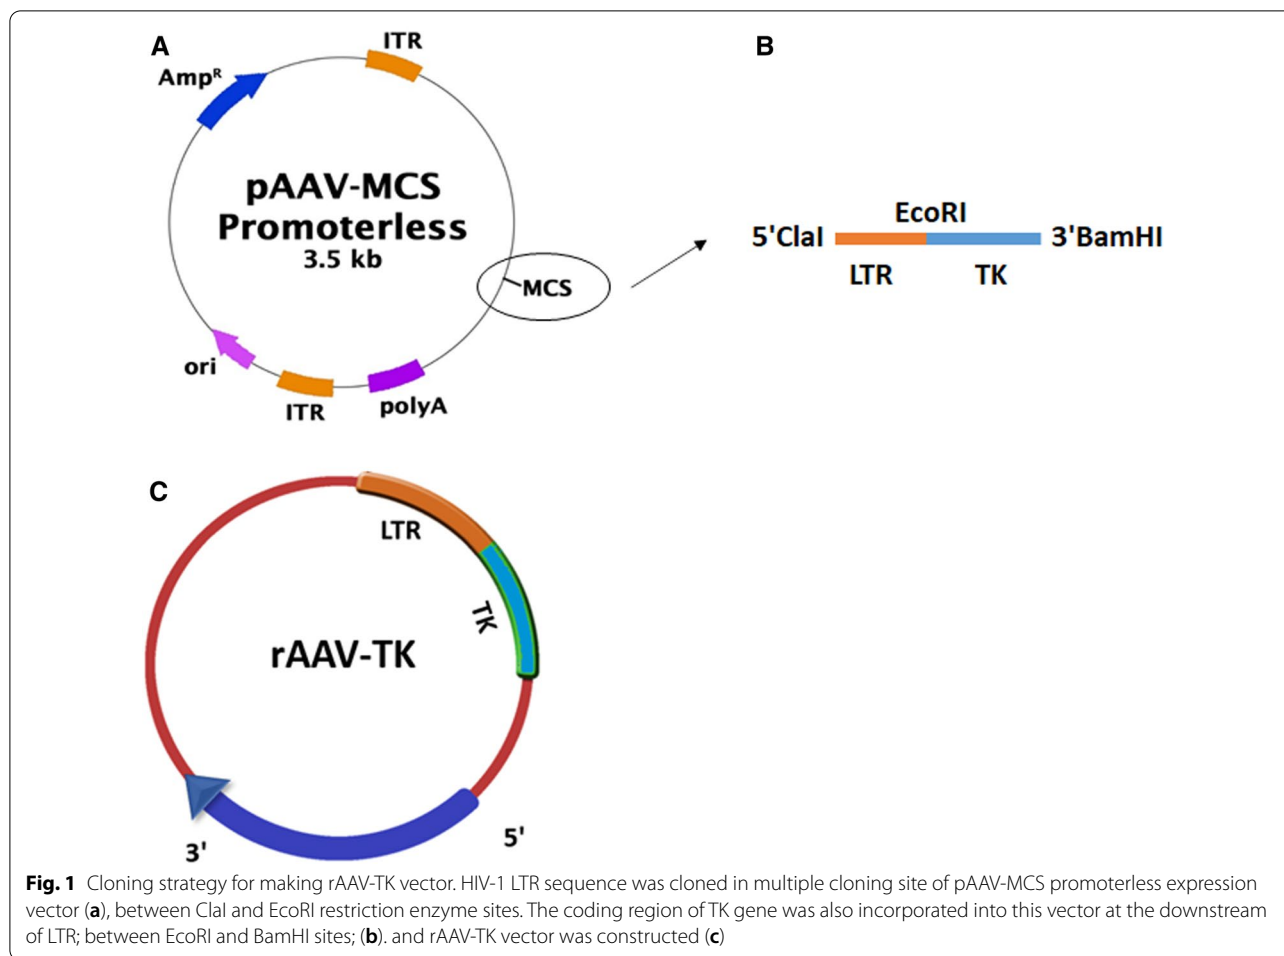 A
ITR
B
Amp^R
pAAV-MCS
Promoterless
3.5 kb
MCS
ori
ITR
polyA
EcoRI
5'ClaI
3'BamHI
LTR
TK
C
LTR
TK
rAAV-TK
3'
5'
Fig. 1 Cloning strategy for making rAAV-TK vector. HIV-1 LTR sequence was cloned in multiple cloning site of pAAV-MCS promoterless expression
vector (a), between ClaI and EcoRI restriction enzyme sites. The coding region of TK gene was also incorporated into this vector at the downstream
of LTR; between EcoRI and BamHI sites; (b). and rAAV-TK vector was constructed (c)